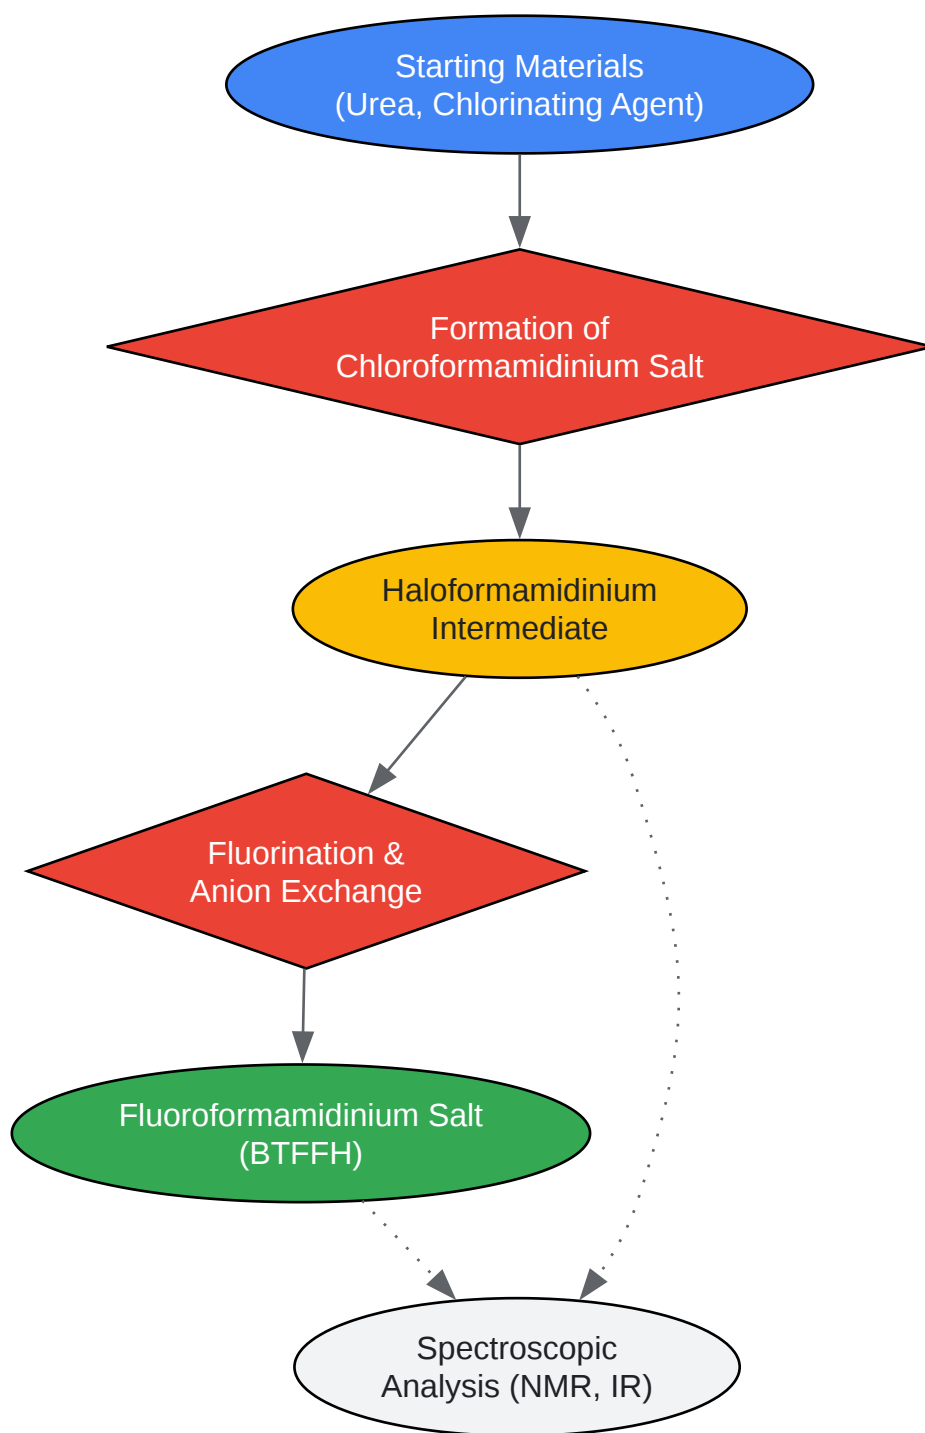 Starting Materials
(Urea, Chlorinating Agent)
Formation of
Chloroformamidinium Salt
Haloformamidinium
Intermediate
Fluorination &
Anion Exchange
Fluoroformamidinium Salt
(BTFFH)
Spectroscopic
Analysis (NMR, IR)